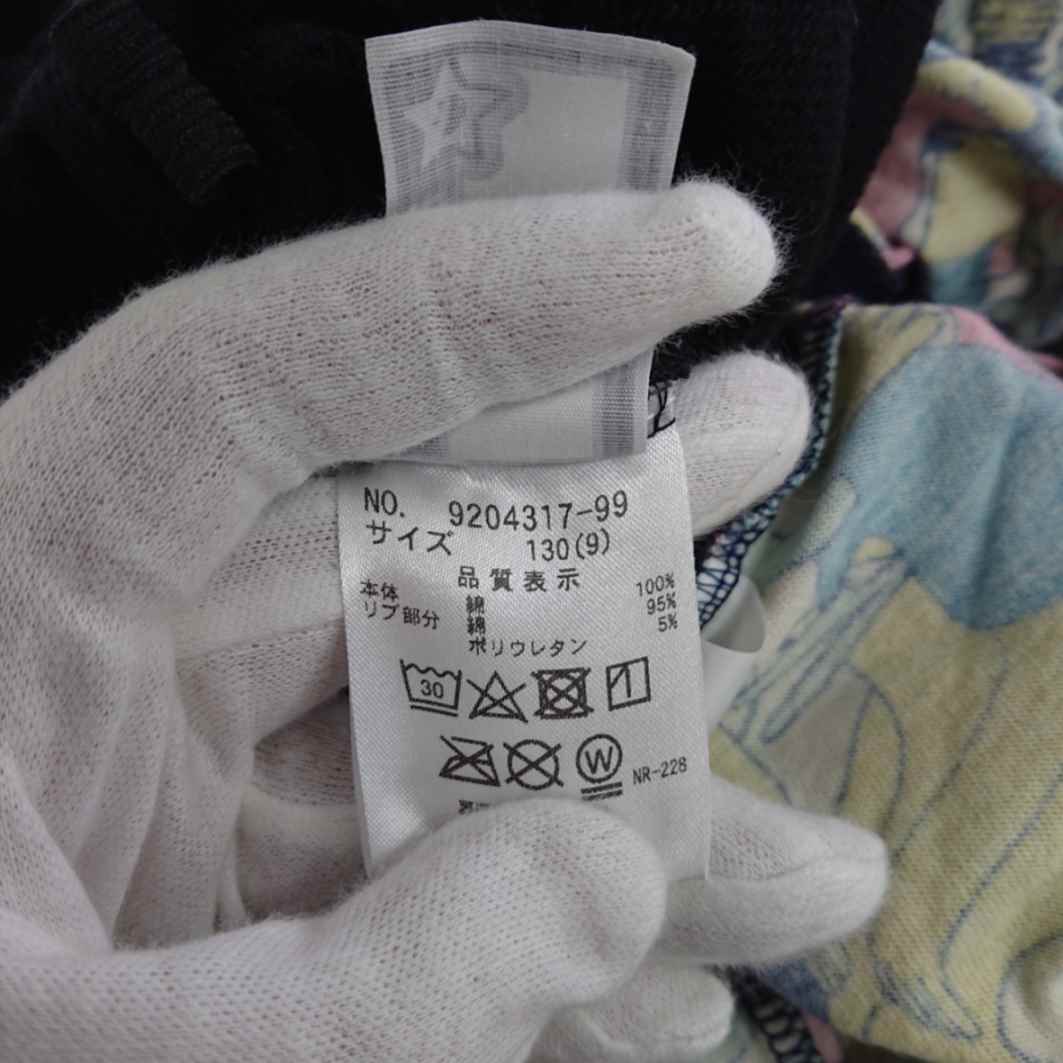 NO. 9204317-99
サイズ 130(9)
品質表示
本体 綿 100%
リブ部分 綿 95%
ポリウレタン 5%
30
W
NR-228